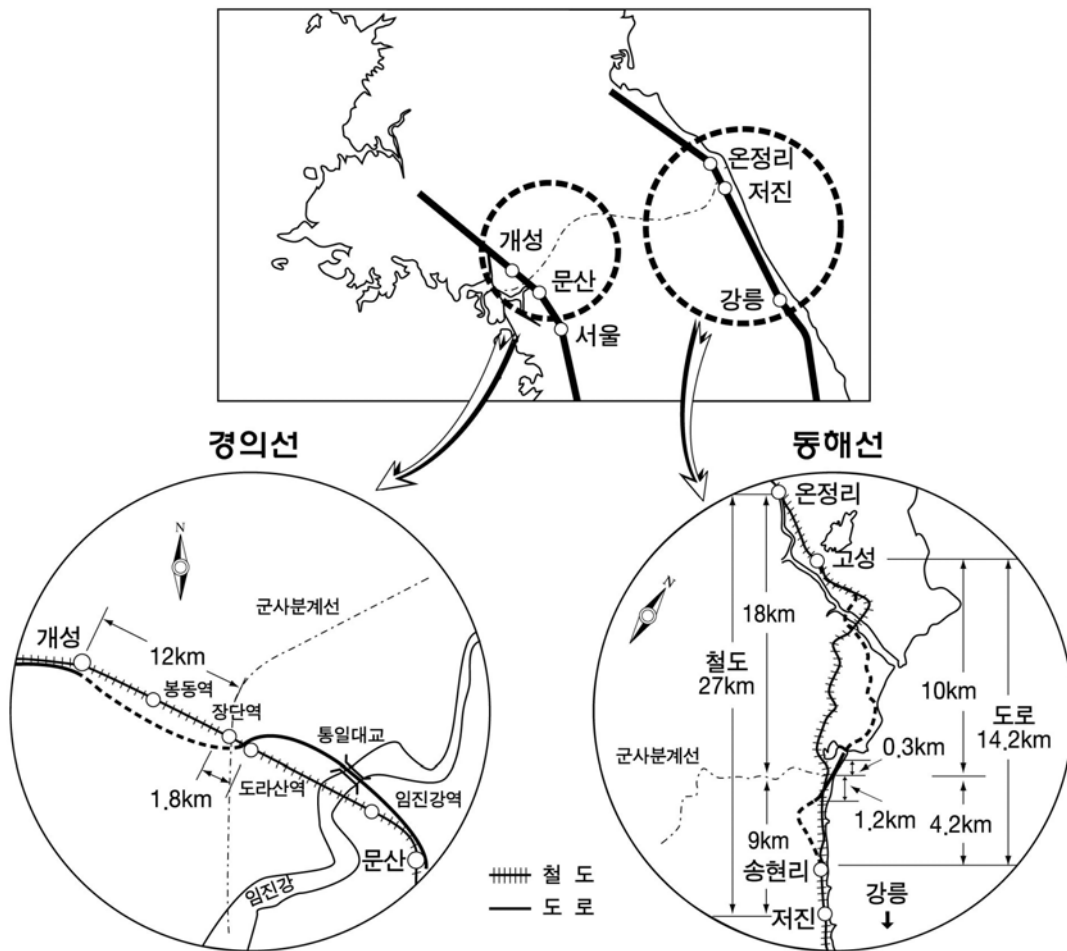 온정리
저진
개성
문산
강릉
서울
경의선
동해선
N
군사분계선
개성
12km
봉동역
장단역
통일대교
도라산역
1.8km
임진강역
문산
임진강
철 도
도 로
온정리
N
고성
18km
철도
27km
10km
도로
14.2km
0.3km
군사분계선
1.2km
4.2km
9km
송현리
강릉
저진